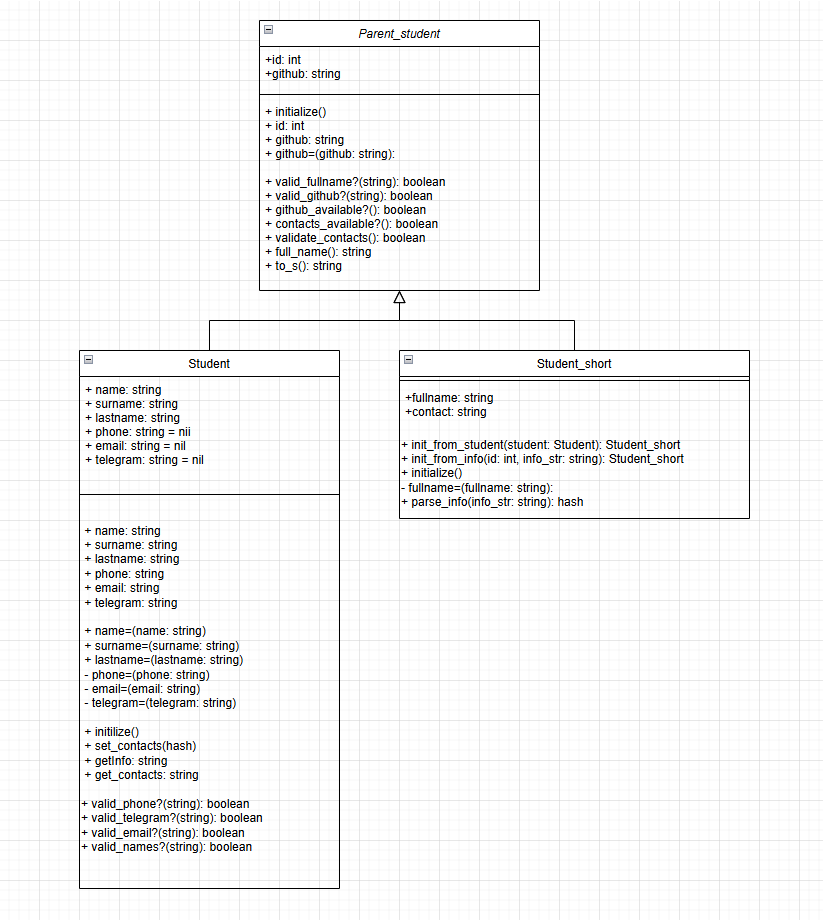 Parent_student
+id: int
+github: string
+ initialize()
+ id: int
+ github: string
+ github=(github: string):
+ valid_fullname?(string): boolean
+ valid_github?(string): boolean
+ github_available?(): boolean
+ contacts_available?(): boolean
+ validate_contacts(): boolean
+ full_name(): string
+ to_s(): string
Student
+ name: string
+ surname: string
+ lastname: string
+ phone: string = nii
+ email: string = nil
+ telegram: string = nil
+ name: string
+ surname: string
+ lastname: string
+ phone: string
+ email: string
+ telegram: string
+ name=(name: string)
+ surname=(surname: string)
+ lastname=(lastname: string)
- phone=(phone: string)
- email=(email: string)
- telegram=(telegram: string)
+ initilize()
+ set_contacts(hash)
+ getInfo: string
+ get_contacts: string
+ valid_phone?(string): boolean
+ valid_telegram?(string): boolean
+ valid_email?(string): boolean
+ valid_names?(string): boolean
Student_short
+fullname: string
+contact: string
+ init_from_student(student: Student): Student_short
+ init_from_info(id: int, info_str: string): Student_short
+ initialize()
- fullname=(fullname: string):
+ parse_info(info_str: string): hash